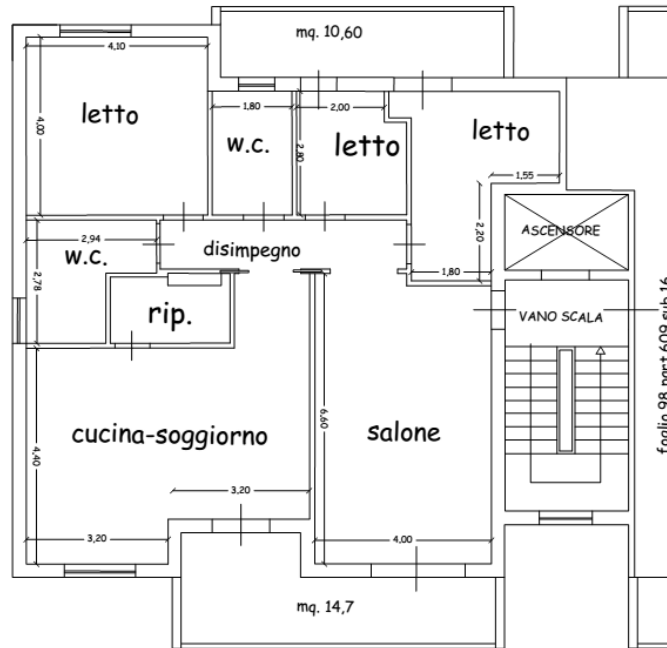 mq. 10,60
4,10
4,00
letto
1,80
w.c.
2,00
2,80
letto
letto
1,55
2,20
1,80
ASCENSORE
2,94
w.c.
2,78
disimpegno
rip.
VANO SCALA
foglio 98 part.609 sub 16
cucina-soggiorno
salone
6,60
4,40
3,20
3,20
4,00
mq. 14,7